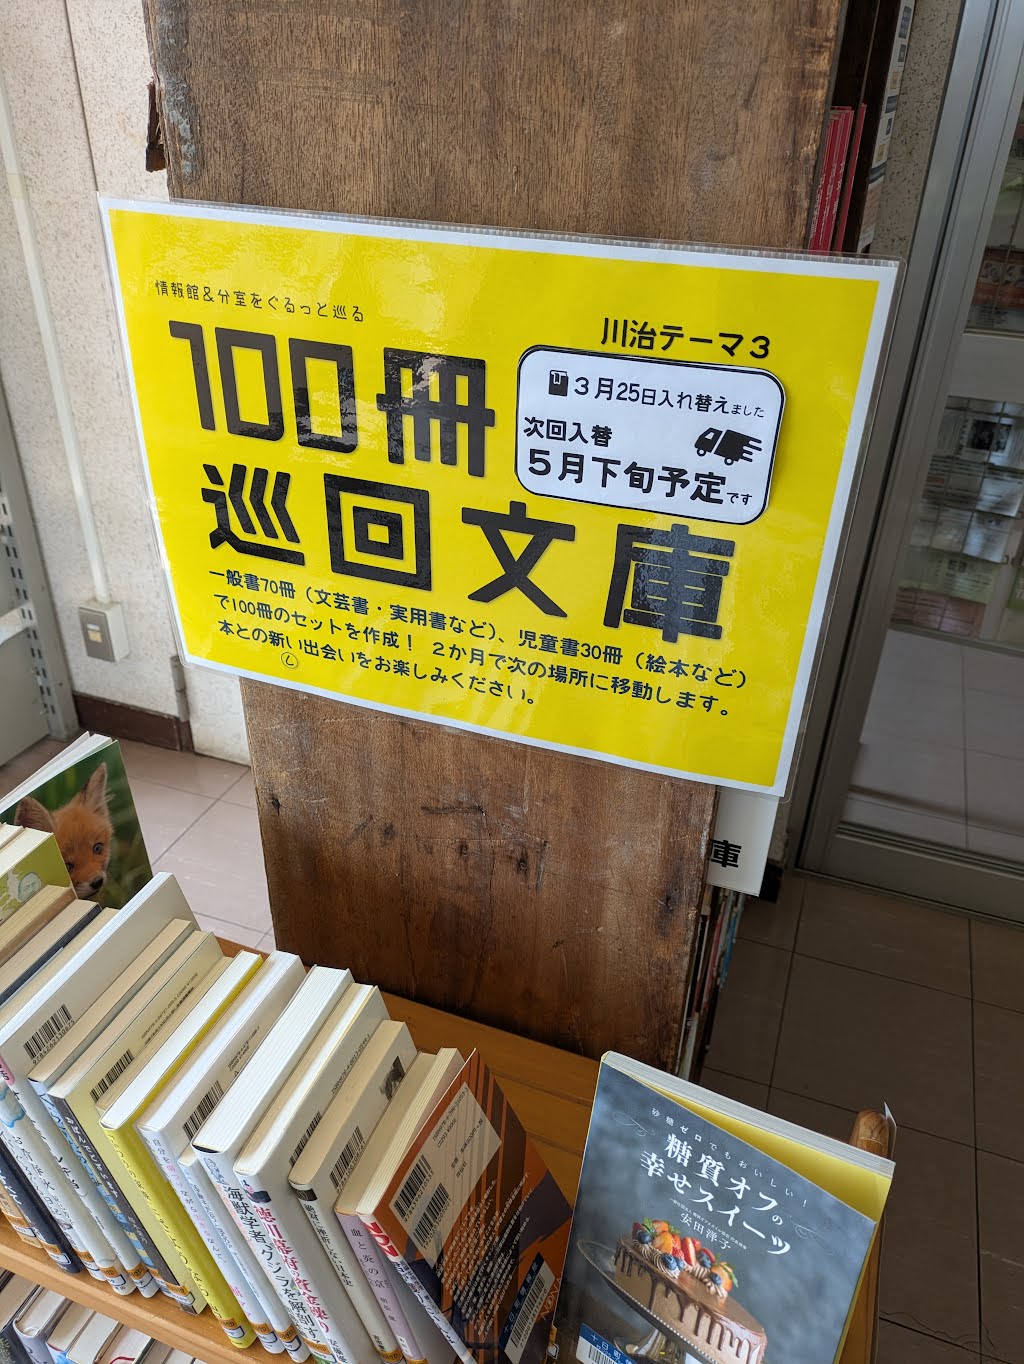 情報館&分室をぐるっと巡る
川治テーマ3
100冊
3月25日入れ替えました
次回入替
5月下旬予定です
巡回文庫
一般書70冊(文芸書・実用書など)、児童書30冊(絵本など)
で100冊のセットを作成! 2か月で次の場所に移動します。
本との新しい出会いをお楽しみください。
庫
砂糖ゼロでもおいしい!
糖質オフの
幸せスイーツ
安田洋子
海獣学者、クジラを解剖する
血と炎の京